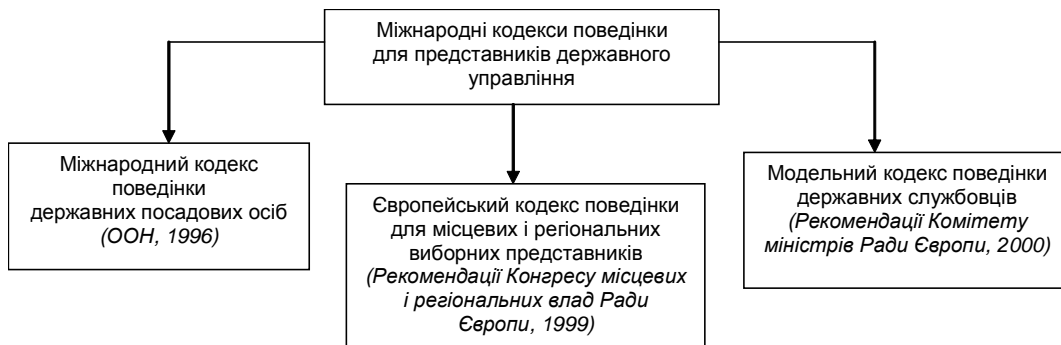 Міжнародні кодекси поведінки
для представників державного
управління
Міжнародний кодекс
поведінки
державних посадових осіб
(ООН, 1996)
Європейський кодекс поведінки
для місцевих і регіональних
виборних представників
(Рекомендації Конгресу місцевих
і регіональних влад Ради
Європи, 1999)
Модельний кодекс поведінки
державних службовців
(Рекомендації Комітету
міністрів Ради Європи, 2000)